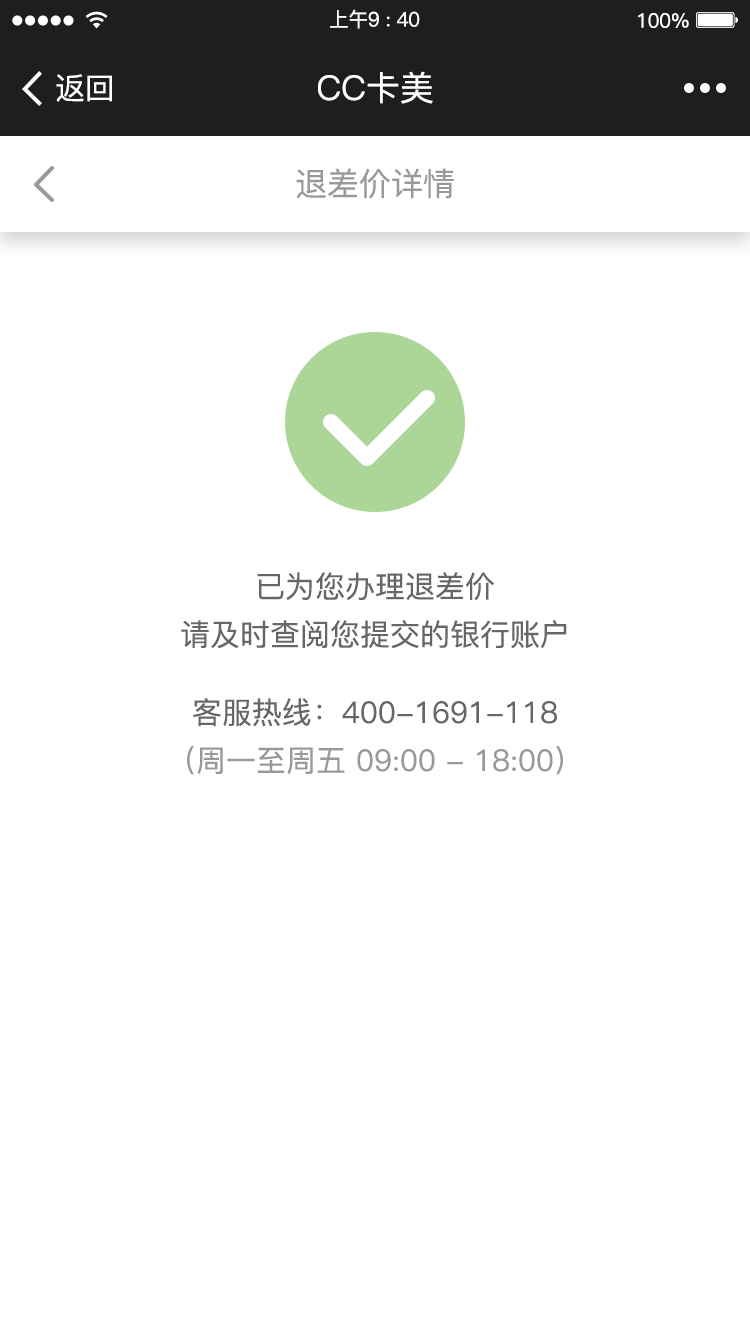 上午9 : 40
100%
返回
CC卡美
退差价详情
已为您办理退差价
请及时查阅您提交的银行账户
客服热线：400-1691-118
（周一至周五 09:00 - 18:00）